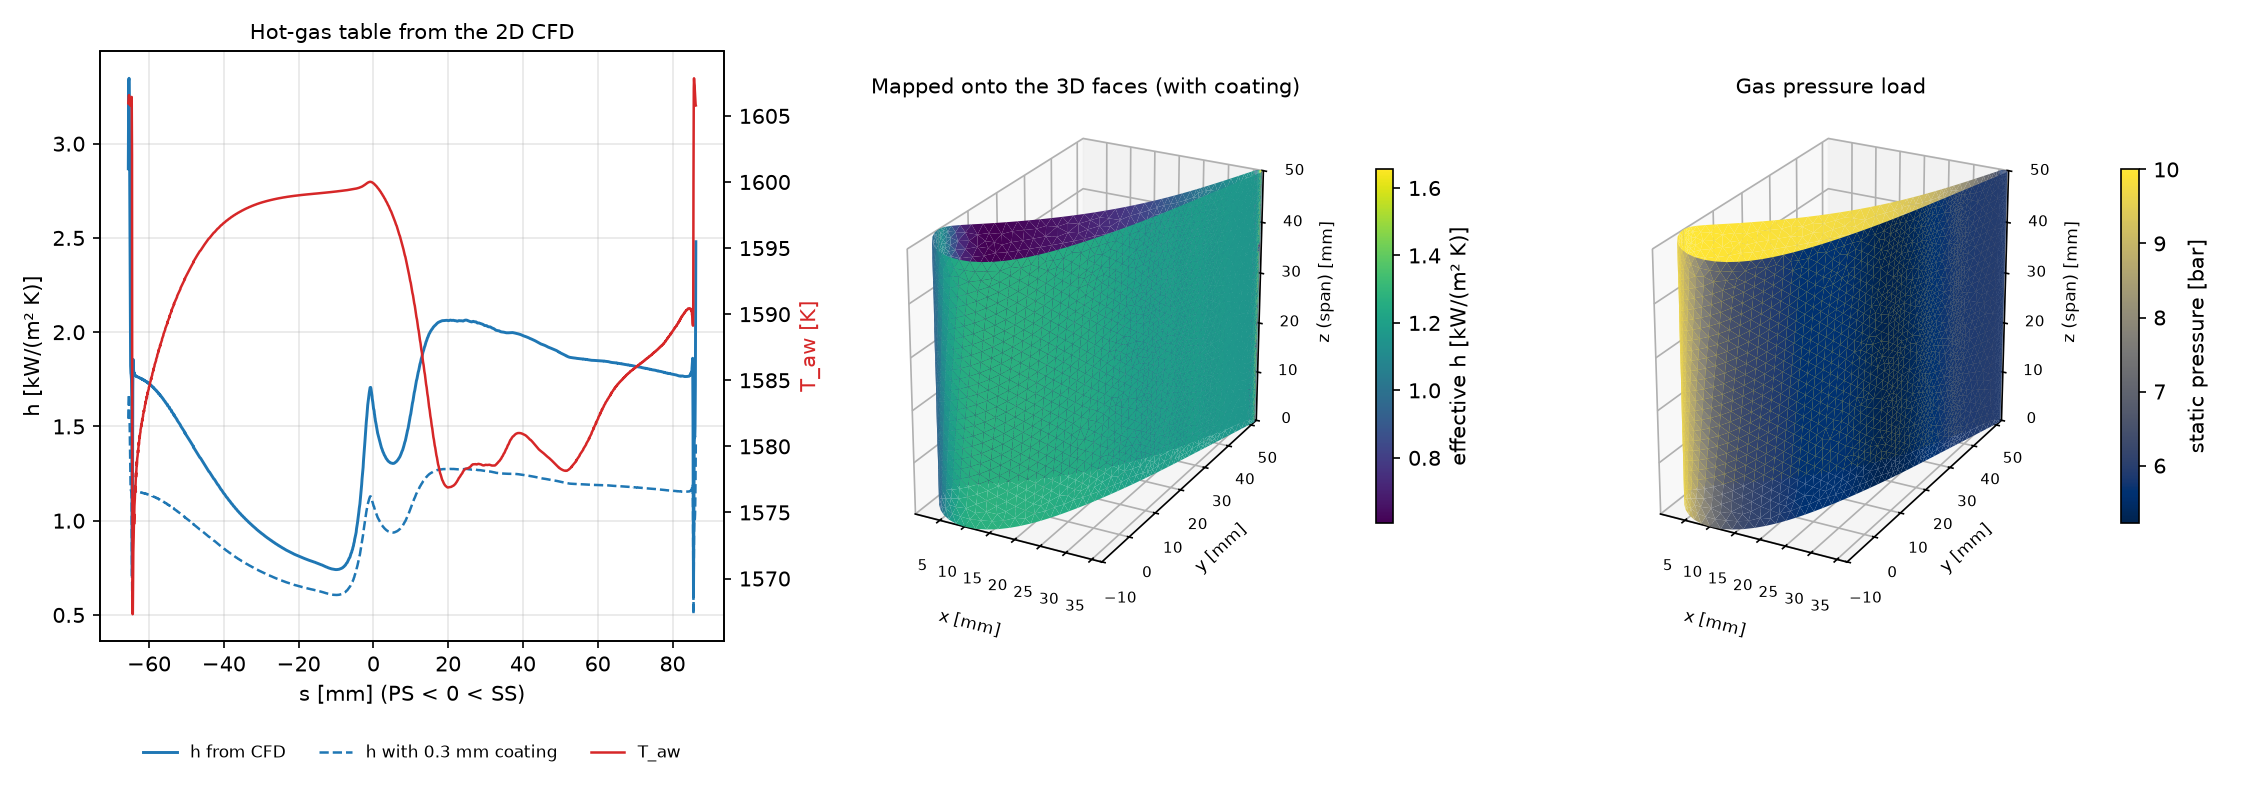 Hot-gas table from the 2D CFD
3.0
2.5
2.0
1.5
1.0
0.5
h [kW/(m² K)]
−60 −40 −20 0 20 40 60 80
s [mm] (PS < 0 < SS)
1605
1600
1595
1590
1585
1580
1575
1570
T_aw [K]
h from CFD h with 0.3 mm coating T_aw
Mapped onto the 3D faces (with coating)
50
40
30
20
10
0
z (span) [mm]
50
40
30
20
10
0
−10
y [mm]
5 10 15 20 25 30 35
x [mm]
1.6
1.4
1.2
1.0
0.8
effective h [kW/(m² K)]
Gas pressure load
50
40
30
20
10
0
z (span) [mm]
50
40
30
20
10
0
−10
y [mm]
5 10 15 20 25 30 35
x [mm]
10
9
8
7
6
static pressure [bar]